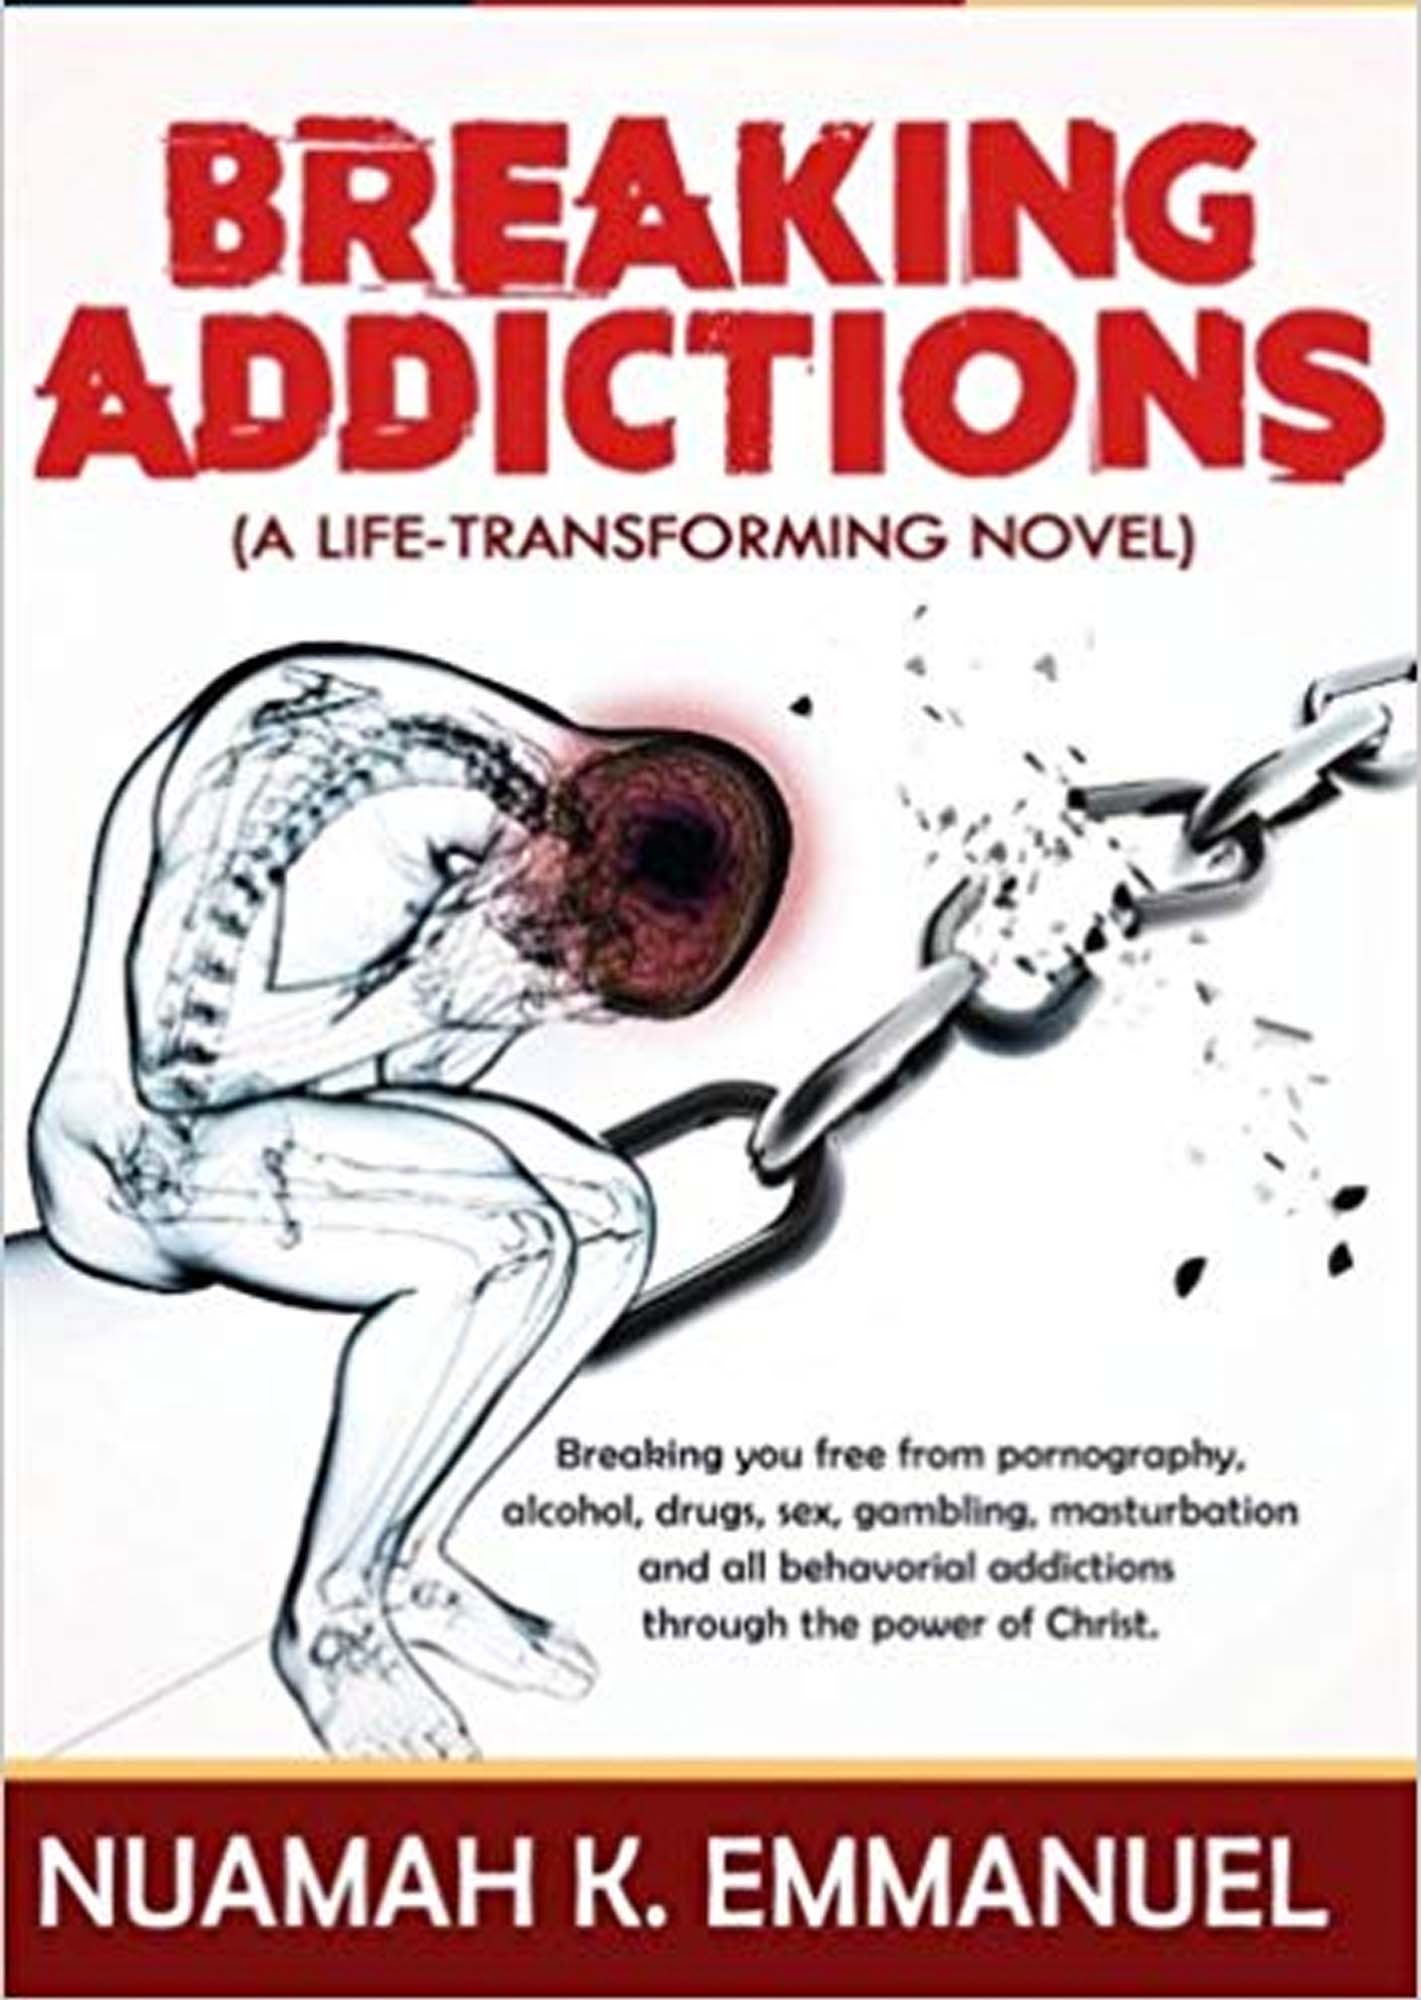 BREAKING
ADDICTIONS
(A LIFE-TRANSFORMING NOVEL)
Breaking you free from pornography,
alcohol, drugs, sex, gambling, masturbation
and all behavorial addictions
through the power of Christ.
NUAMAH K. EMMANUEL